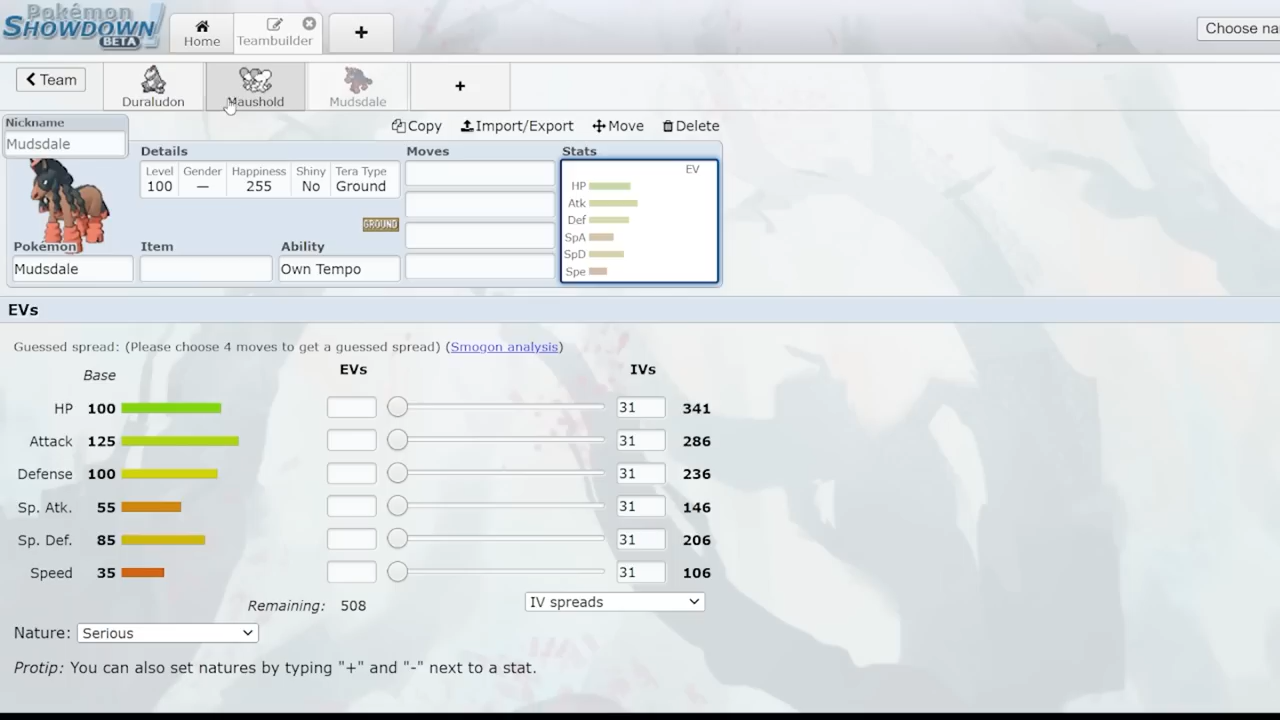 Pokémon
SHOWDOWN!
BETA
Home
Teambuilder
+
Choose na
Team
Duraludon
Maushold
Mudsdale
+
Nickname
Mudsdale
Copy
Import/Export
Move
Delete
Details
Moves
Stats
Level
Gender
Happiness
Shiny
Tera Type
100
—
255
No
Ground
GROUND
EV
HP
Atk
Def
SpA
SpD
Spe
Pokémon
Item
Ability
Mudsdale
Own Tempo
EVs
Guessed spread: (Please choose 4 moves to get a guessed spread) (Smogon analysis)
Base
EVs
IVs
HP 100 31 341
Attack 125 31 286
Defense 100 31 236
Sp. Atk. 55 31 146
Sp. Def. 85 31 206
Speed 35 31 106
Remaining: 508
IV spreads
Nature: Serious
Protip: You can also set natures by typing "+" and "-" next to a stat.